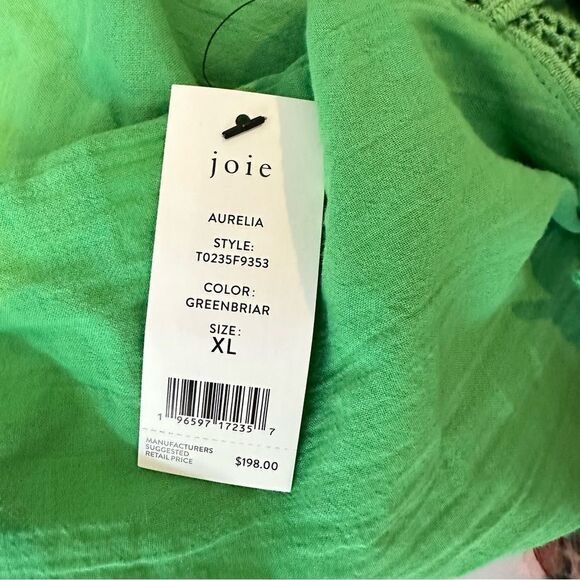 joie
AURELIA
STYLE:
T0235F9353
COLOR:
GREENBRIAR
SIZE:
XL
1 96597 17235 7
MANUFACTURERS
SUGGESTED
RETAIL PRICE
$198.00